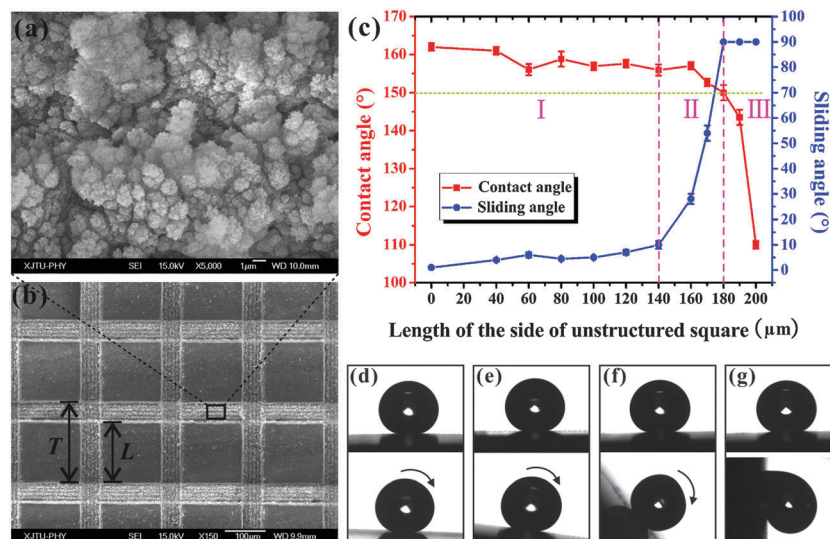 (a)
XJTU-PHY SEI 15.0kV X5,000 1μm WD 10.0mm
(b)
T
L
XJTU-PHY SEI 15.0kV X150 100μm WD 9.9mm
(c)
Contact angle (°)
170
160
150
140
130
120
110
100
I
II
III
Contact angle
Sliding angle
100
90
80
70
60
50
40
30
20
10
0
Sliding angle (°)
0 20 40 60 80 100 120 140 160 180 200
Length of the side of unstructured square (μm)
(d)
(e)
(f)
(g)